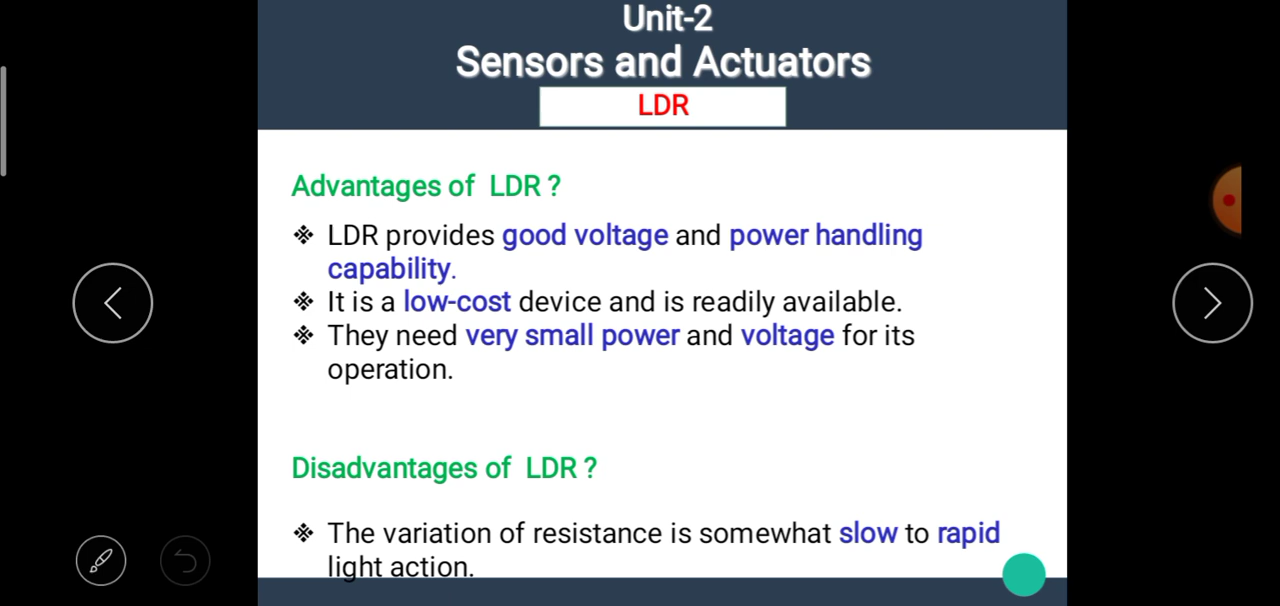 Unit-2
Sensors and Actuators
LDR
Advantages of LDR ?
❖ LDR provides good voltage and power handling
capability.
❖ It is a low-cost device and is readily available.
❖ They need very small power and voltage for its
operation.
Disadvantages of LDR ?
❖ The variation of resistance is somewhat slow to rapid
light action.